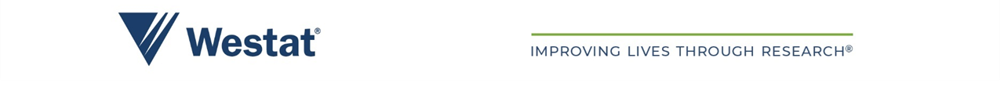 Westat®
IMPROVING LIVES THROUGH RESEARCH®